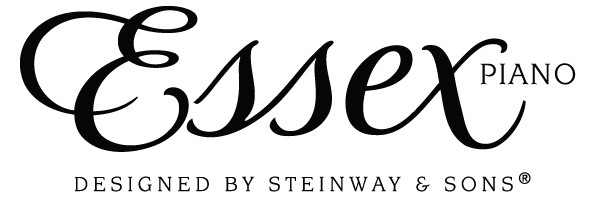 Essex PIANO
DESIGNED BY STEINWAY & SONS®